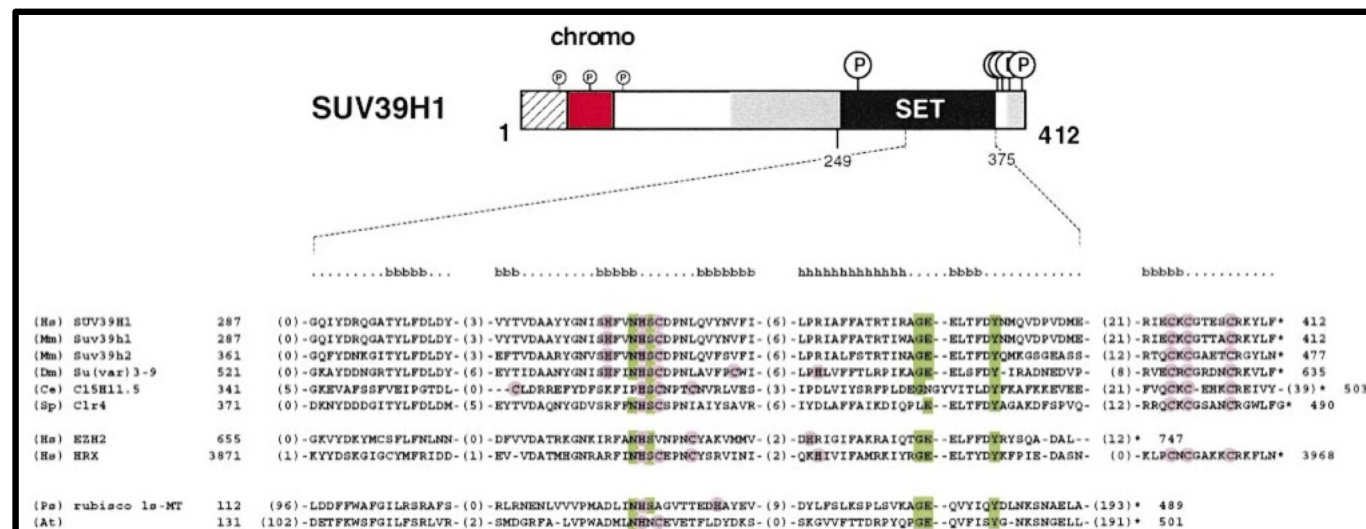 chromo
P P P P P
SUV39H1 SET
1 412
249 375
.........bbbbb... bbb.........bbbbb.......bbbbbbb hhhhhhhhhhhhh.....bbbb............ bbbbb...........
(Hs) SUV39H1 287 (0)-GQIYDRQGATYLFDLDY-(3)-VYTVDAAYYGNISHFVNHSCDPNLQVYNVFI-(6)-LPRIAFFATRTIRAGE--ELTFDYNMQVDPVDME-(21)-RIECKCGTESCRKYLF* 412
(Mm) Suv39h1 287 (0)-GQIYDRQGATYLFDLDY-(3)-VYTVDAAYYGNISHFVNHSCDPNLQVYNVFI-(6)-LPRIAFFATRTIWAGE--ELTFDYNMQVDPVDME-(21)-RIECKCGTTACRKYLF* 412
(Mm) Suv39h2 361 (0)-GQFYDNKGITYLFDLDY-(3)-EFTVDAARYGNVSHFVNHSCDPNLQVFSVFI-(6)-LPRIALFSTRTINAGE--ELTFDYQMKGSGEASS-(12)-RTQCKCGAETCRGYLN* 477
(Dm) Su(var)3-9 521 (0)-GKAYDDNGRTYLFDLDY-(6)-EYTIDAANYGNISHFINHSCDPNLAVFPCWI-(6)-LPHLVFFTLRPIKAGE--ELSFDY-IRADNEDVP-(8)-RVECRCGRDNCRKVLF* 635
(Ce) C15H11.5 341 (5)-GKEVAFSSFVEIPGTDL-(0)---CLDRREFYDFSKFIPHSCNPTCNVRLVES-(3)-IPDLVIYSRFPLDEGNGYVITLDYFKAFKKEVEE-(21)-FVQCKCG-EHKCREIVY-(39)* 503
(Sp) Clr4 371 (0)-DKNYDDDGITYLFDLDM-(5)-EYTVDAQNYGDVSRFFNHSCSPNIAIYSAVR-(6)-IYDLAFFAIKDIQPLE--ELTFDYAGAKDFSPVQ-(12)-RRQCKCGSANCRGWLFG* 490
(Hs) EZH2 655 (0)-GKVYDKYMCSFLFNLNN-(0)-DFVVDATRKGNKIRFANHSVNPNCYAKVMMV-(2)-DHRIGIFAKRAIQTGE--ELFFDYRYSQA-DAL--(12)* 747
(Hs) HRX 3871 (1)-KYYDSKGIGCYMFRIDD-(1)-EV-VDATMHGNRARFINHSCEPNCYSRVINI-(2)-QKHIVIFAMRKIYRGE--ELTYDYKFPIE-DASN-(0)-KLPCNCGAKKCRKFLN* 3968
(Ps) rubisco ls-MT 112 (96)-LDDFFWAFGILRSRAFS-(0)-RLRNENLVVVPMADLINHSAGVTTEDHAYEV-(9)-DYLFSLKSPLSVKAGE--QVYIQYDLNKSNAELA-(193)* 489
(At) 131 (102)-DETFKWSFGILFSRLVR-(2)-SMDGRFA-LVPWADMLNHNCEVETFLDYDKS-(0)-SKGVVFTTDRPYQPGE--QVFISYG-NKSNGELL-(191)* 501